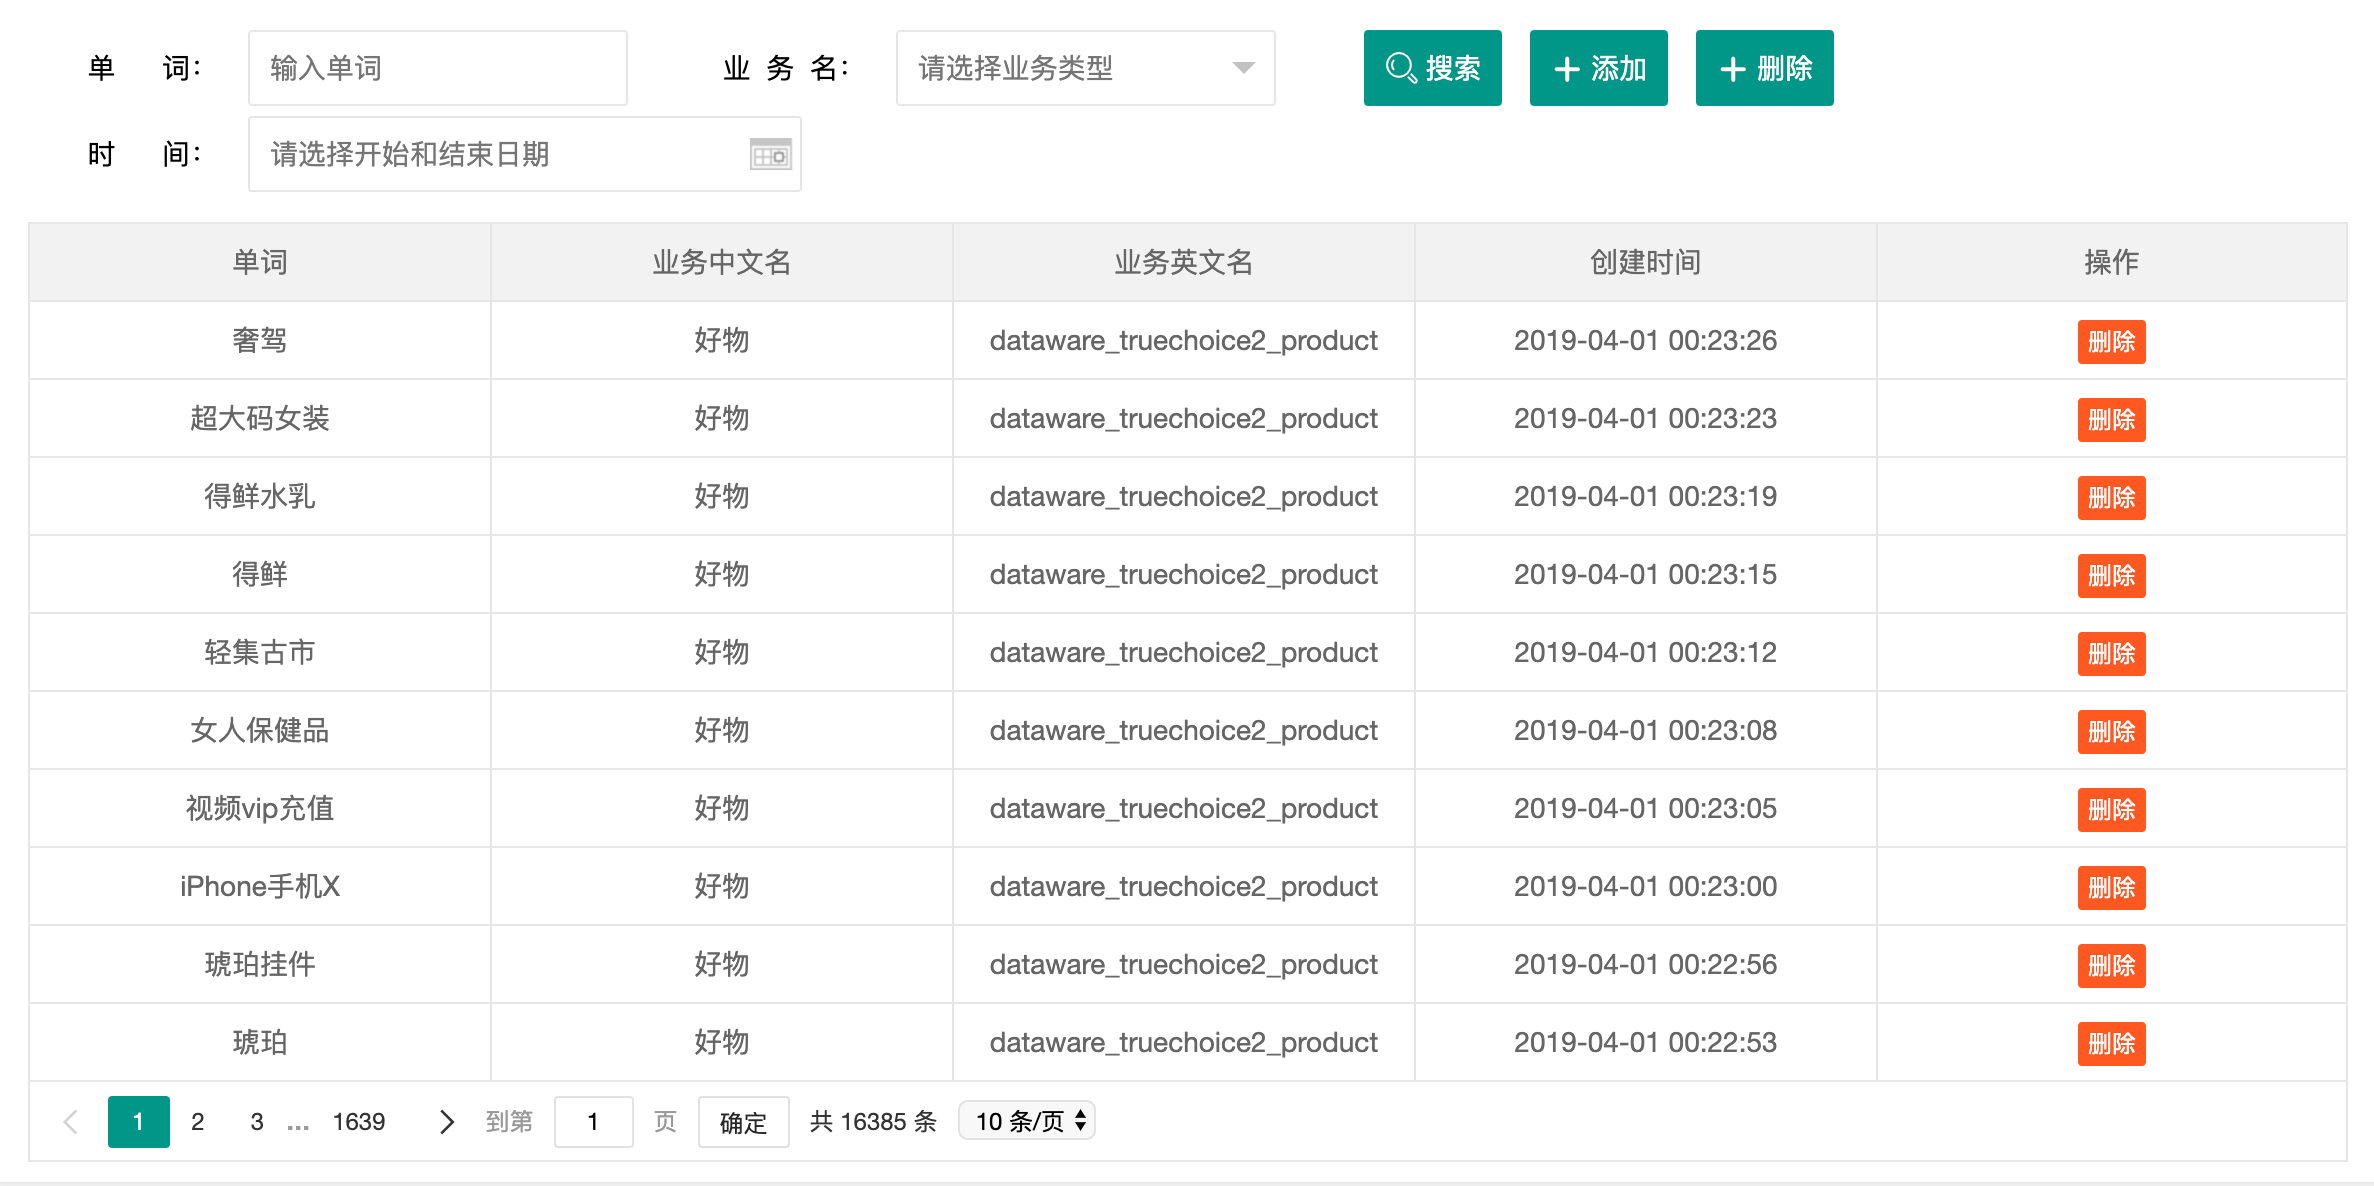 单 词： 输入单词 业 务 名： 请选择业务类型 搜索 添加 删除
时 间： 请选择开始和结束日期
单词 业务中文名 业务英文名 创建时间 操作
奢驾 好物 dataware_truechoice2_product 2019-04-01 00:23:26 删除
超大码女装 好物 dataware_truechoice2_product 2019-04-01 00:23:23 删除
得鲜水乳 好物 dataware_truechoice2_product 2019-04-01 00:23:19 删除
得鲜 好物 dataware_truechoice2_product 2019-04-01 00:23:15 删除
轻集古市 好物 dataware_truechoice2_product 2019-04-01 00:23:12 删除
女人保健品 好物 dataware_truechoice2_product 2019-04-01 00:23:08 删除
视频vip充值 好物 dataware_truechoice2_product 2019-04-01 00:23:05 删除
iPhone手机X 好物 dataware_truechoice2_product 2019-04-01 00:23:00 删除
琥珀挂件 好物 dataware_truechoice2_product 2019-04-01 00:22:56 删除
琥珀 好物 dataware_truechoice2_product 2019-04-01 00:22:53 删除
1 2 3 … 1639 到第 1 页 确定 共 16385 条 10 条/页